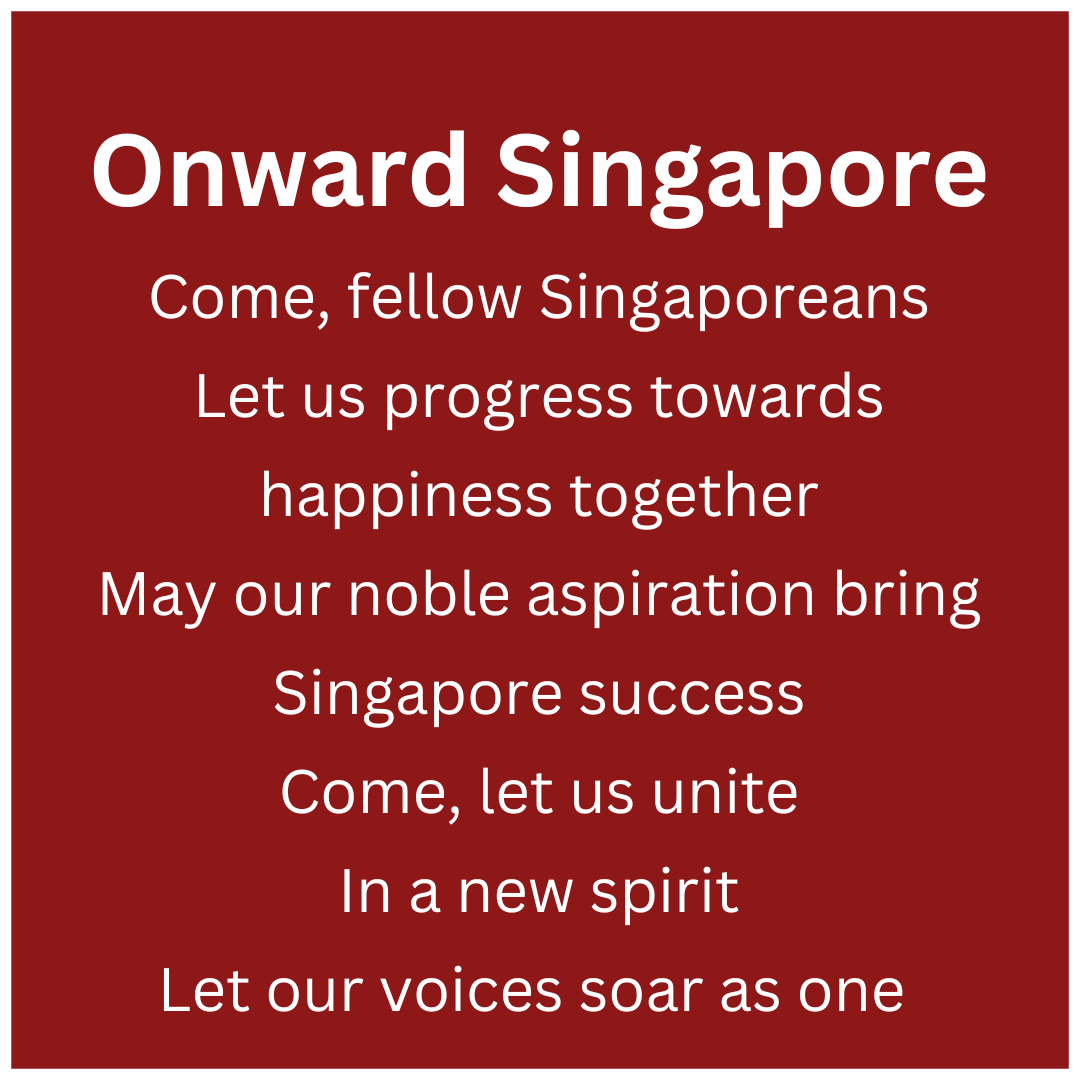 Onward Singapore
Come, fellow Singaporeans
Let us progress towards
happiness together
May our noble aspiration bring
Singapore success
Come, let us unite
In a new spirit
Let our voices soar as one